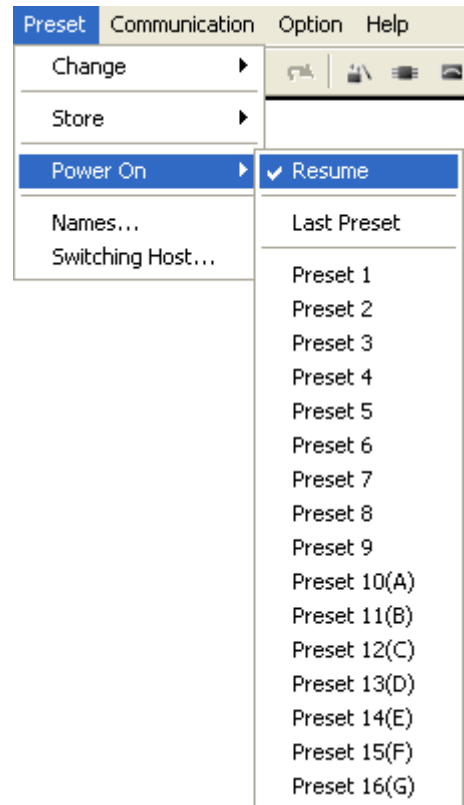 Preset Communication Option Help
Change
Store
Power On
Names...
Switching Host...
Resume
Last Preset
Preset 1
Preset 2
Preset 3
Preset 4
Preset 5
Preset 6
Preset 7
Preset 8
Preset 9
Preset 10(A)
Preset 11(B)
Preset 12(C)
Preset 13(D)
Preset 14(E)
Preset 15(F)
Preset 16(G)